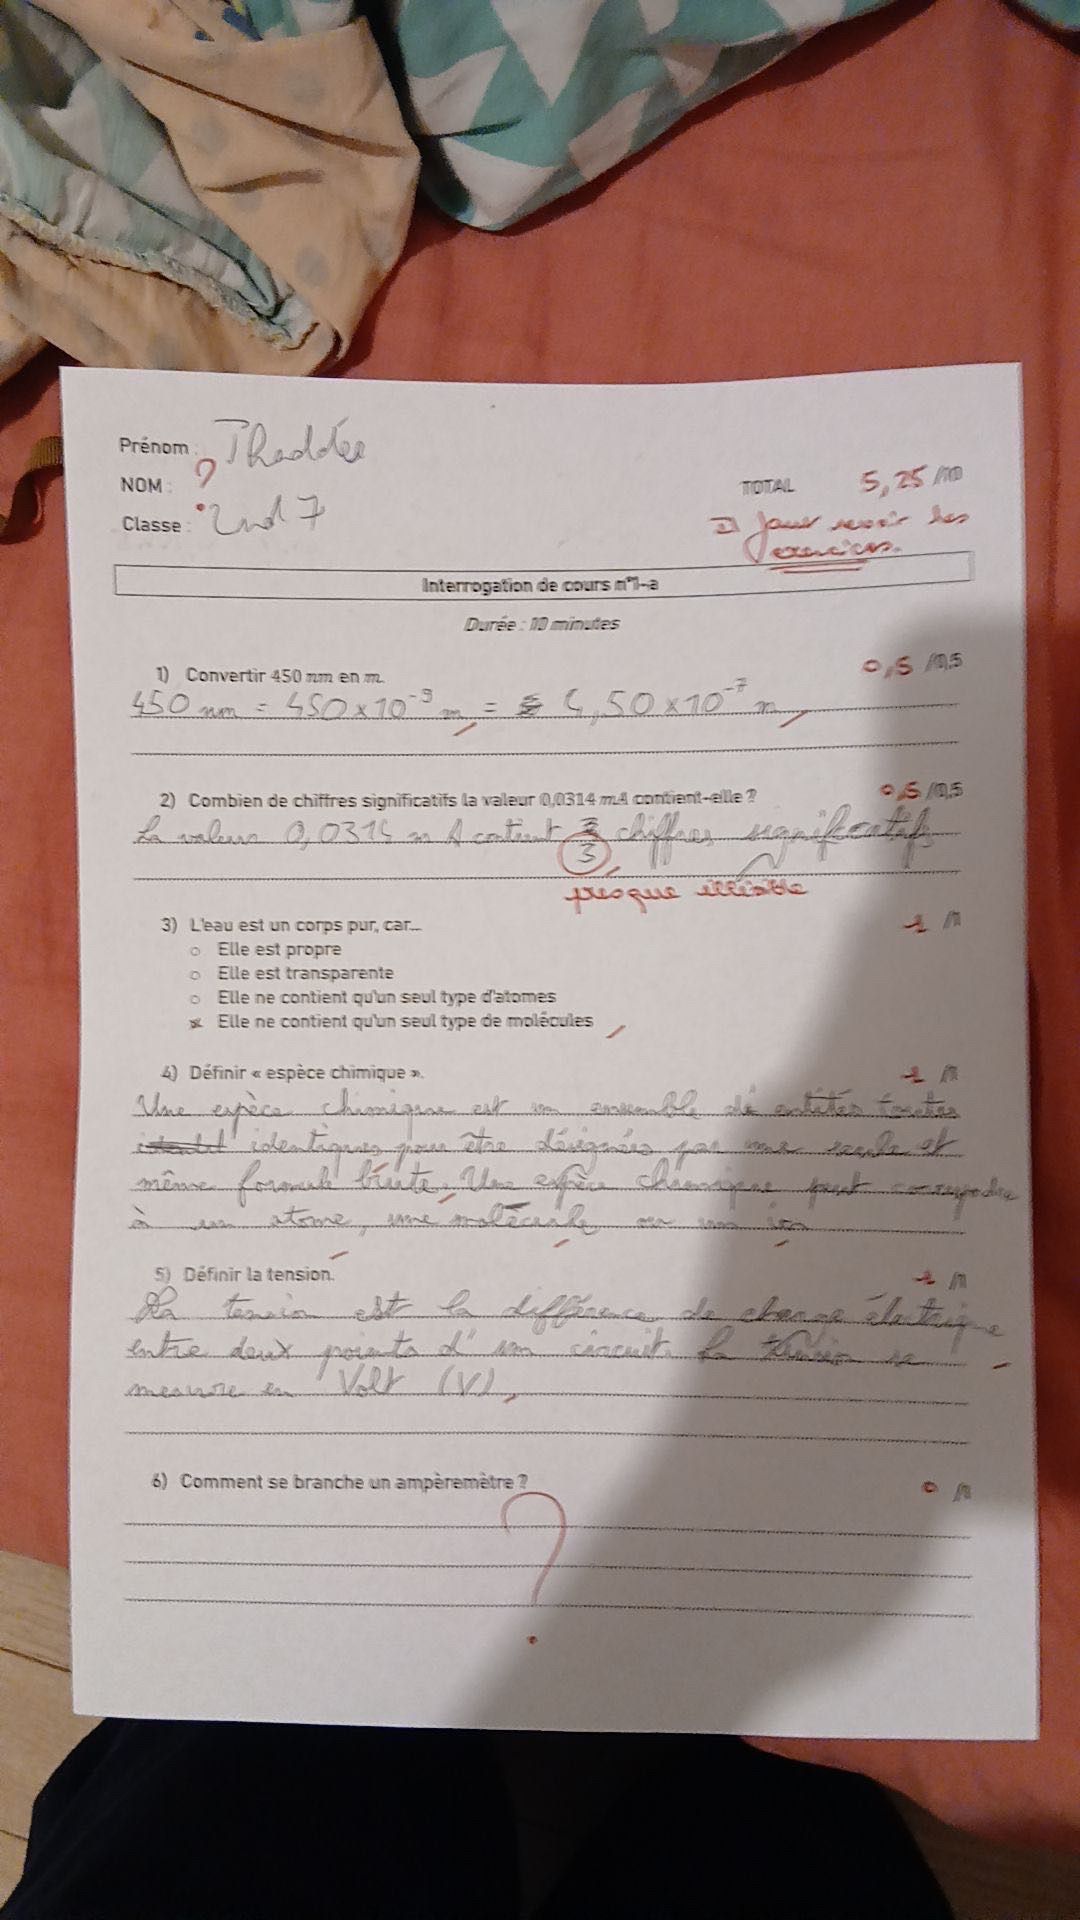 Prénom : Thaddée
NOM : ?
Classe : 2nd 7
TOTAL 5,25 /10
Il faut revoir les
exercices.
Interrogation de cours n°1-a
Durée : 10 minutes
1) Convertir 450 nm en m.
0,5 /0,5
450 nm = 450 x 10⁻⁹ m = 4,50 x 10⁻⁷ m
2) Combien de chiffres significatifs la valeur 0,0314 mA contient-elle ?
0,5 /0,5
La valeur 0,0314 m A contient 3 chiffres significatifs
3
presque illisible
3) L'eau est un corps pur, car...
1 /1
Elle est propre
Elle est transparente
Elle ne contient qu'un seul type d'atomes
x Elle ne contient qu'un seul type de molécules
4) Définir « espèce chimique ».
1 /1
Une espèce chimique est un ensemble de entités toutes
identiques pour être désignées par une seule et
même formule brute. Une espèce chimique peut correspondre
à un atome, une molécule ou un ion
5) Définir la tension.
1 /1
La tension est la différence de charge électrique
entre deux points d'un circuit. La tension se
mesure en Volt (V)
6) Comment se branche un ampèremètre ?
0 /1
?